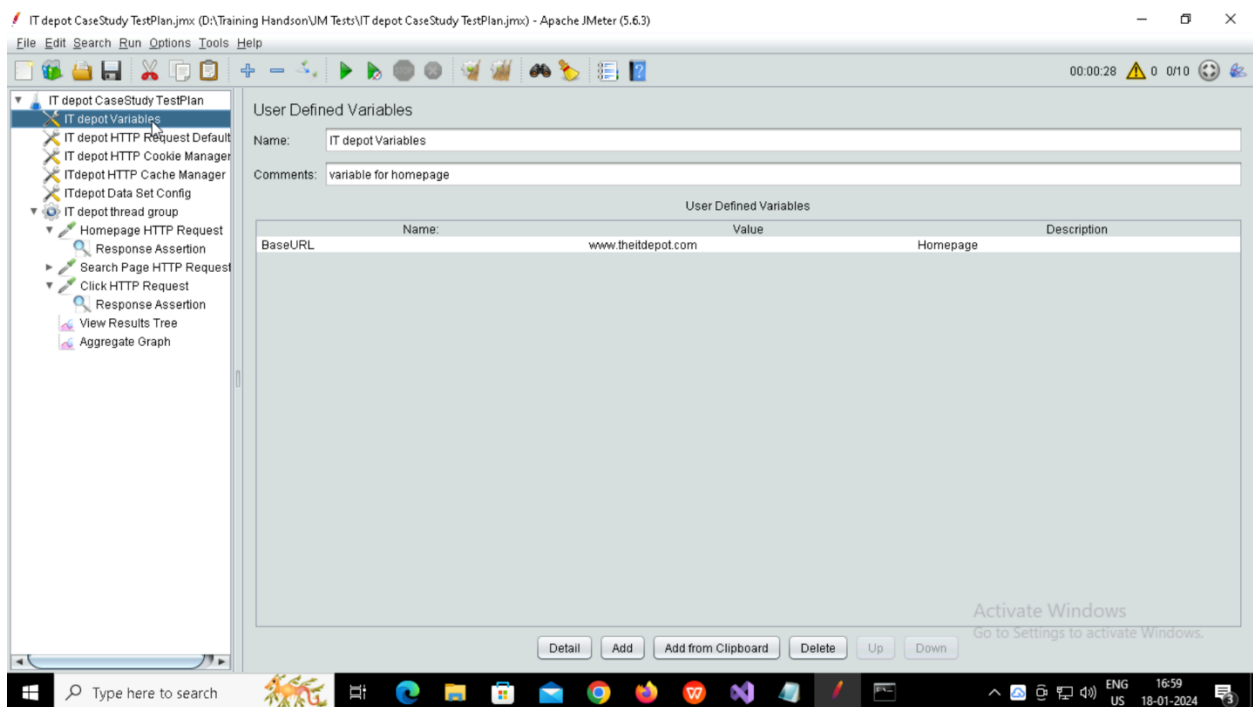 IT depot CaseStudy TestPlan.jmx (D:\Training Handson\JM Tests\IT depot CaseStudy TestPlan.jmx) - Apache JMeter (5.6.3)
File Edit Search Run Options Tools Help
00:00:28 0 0/10
IT depot CaseStudy TestPlan
IT depot Variables
IT depot HTTP Request Default
IT depot HTTP Cookie Manager
ITdepot HTTP Cache Manager
ITdepot Data Set Config
IT depot thread group
Homepage HTTP Request
Response Assertion
Search Page HTTP Request
Click HTTP Request
Response Assertion
View Results Tree
Aggregate Graph
User Defined Variables
Name: IT depot Variables
Comments: variable for homepage
User Defined Variables
Name: Value Description
BaseURL www.theitdepot.com Homepage
Activate Windows
Go to Settings to activate Windows.
Detail Add Add from Clipboard Delete Up Down
Type here to search
ENG
US
16:59
18-01-2024
3